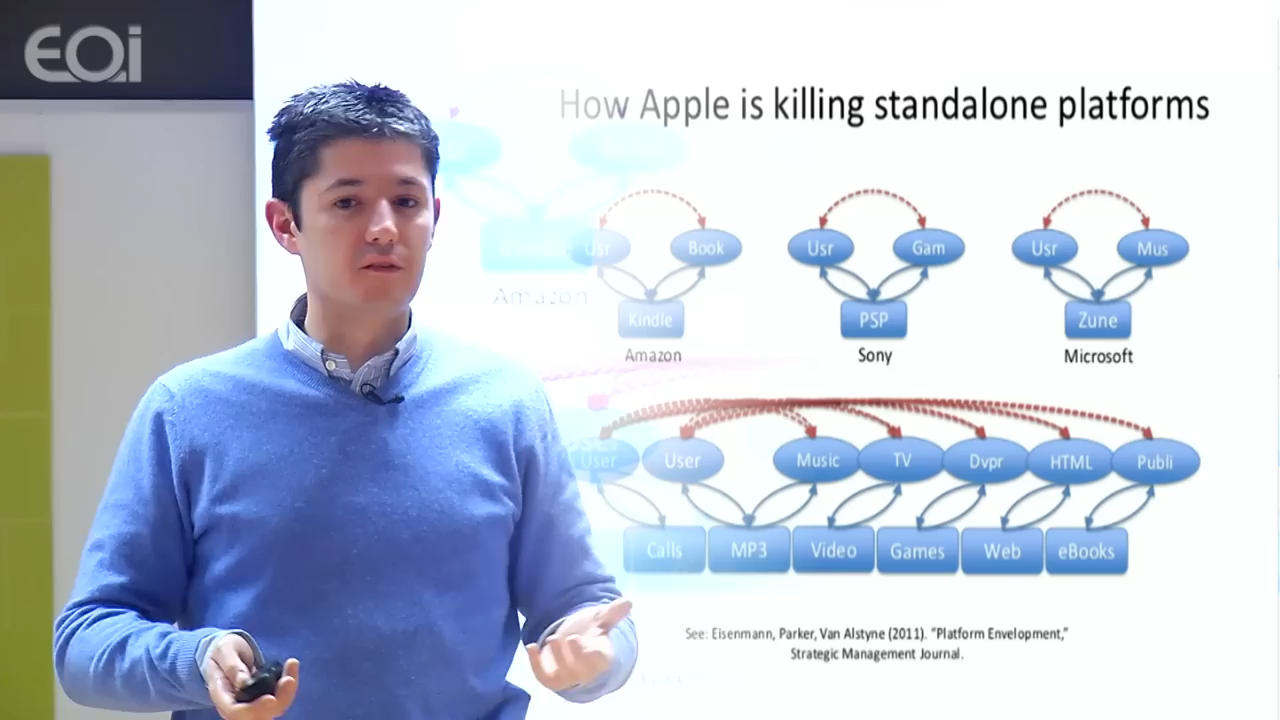 EOi
How Apple is killing standalone platforms
Usr
Book
Usr
Gam
Usr
Mus
Kindle
PSP
Zune
Amazon
Amazon
Sony
Microsoft
User
User
Music
TV
Dvpr
HTML
Publi
Calls
MP3
Video
Games
Web
eBooks
See: Eisenmann, Parker, Van Alstyne (2011). "Platform Envelopment,"
Strategic Management Journal.